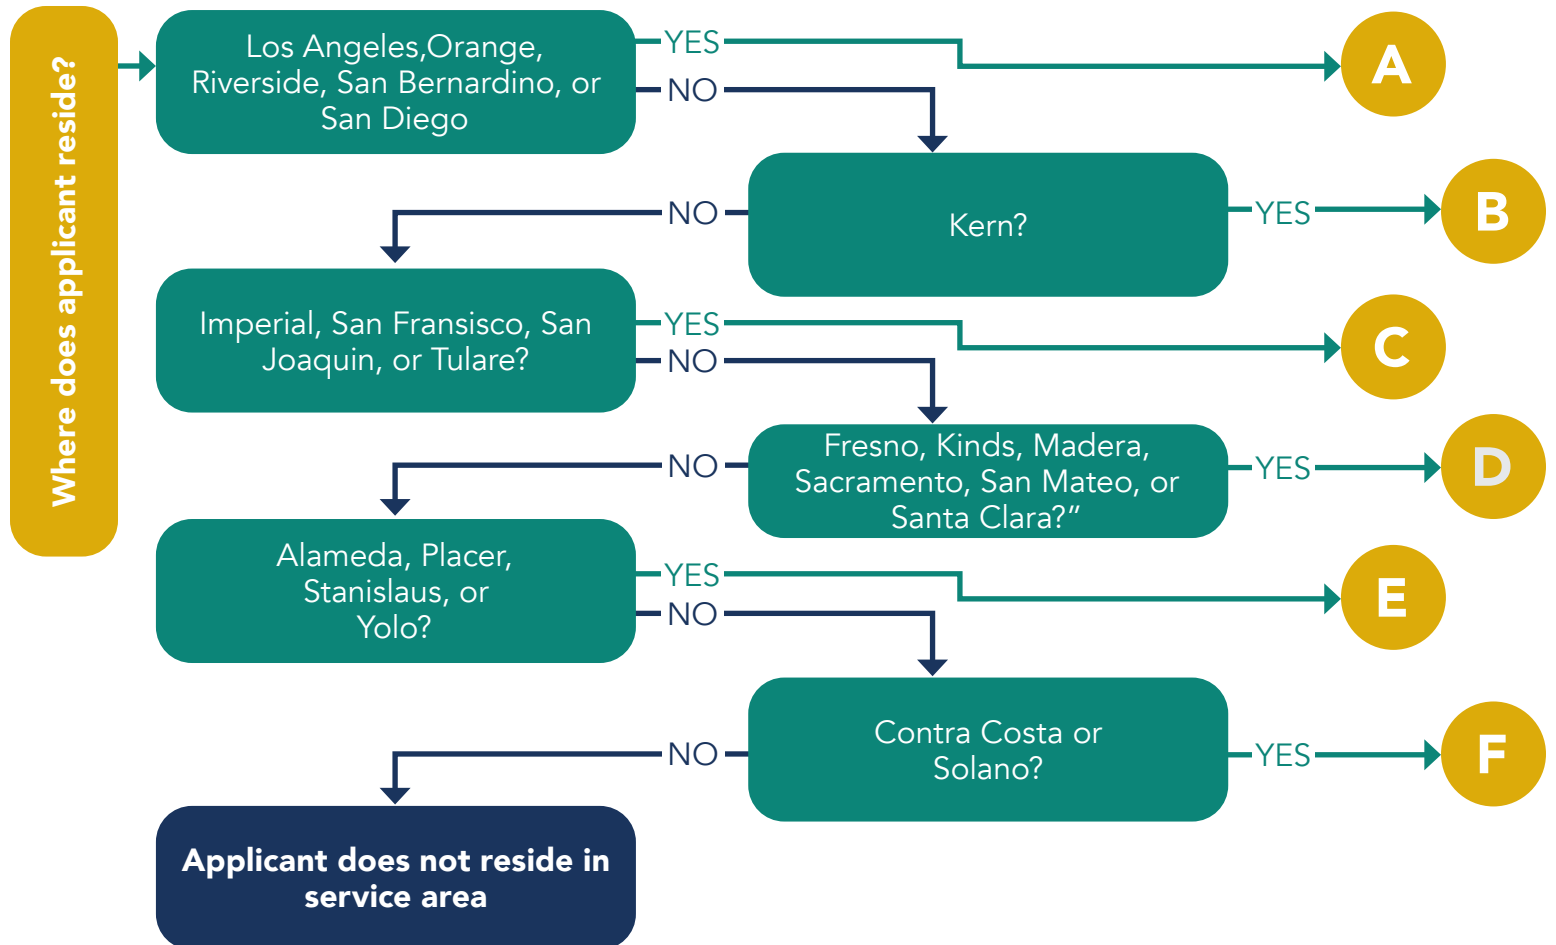 Where does applicant reside?
Los Angeles,Orange,
Riverside, San Bernardino, or
San Diego
YES
NO
A
Kern?
NO
YES
B
Imperial, San Fransisco, San
Joaquin, or Tulare?
YES
NO
C
Fresno, Kinds, Madera,
Sacramento, San Mateo, or
Santa Clara?”
NO
YES
D
Alameda, Placer,
Stanislaus, or
Yolo?
YES
NO
E
Contra Costa or
Solano?
NO
YES
F
Applicant does not reside in
service area